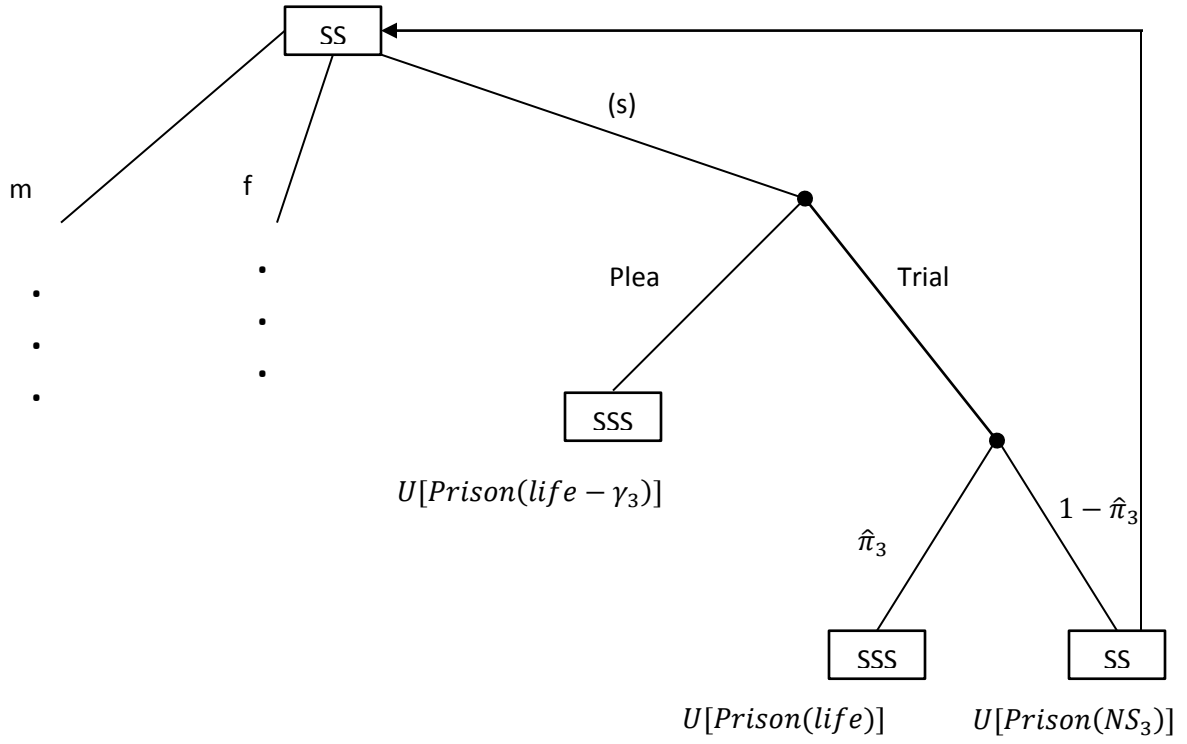 SS
(s)
m
f
Plea
Trial
SSS
U[Prison(life − γ₃)]
1 − π̂₃
π̂₃
SSS
SS
U[Prison(life)]
U[Prison(NS₃)]